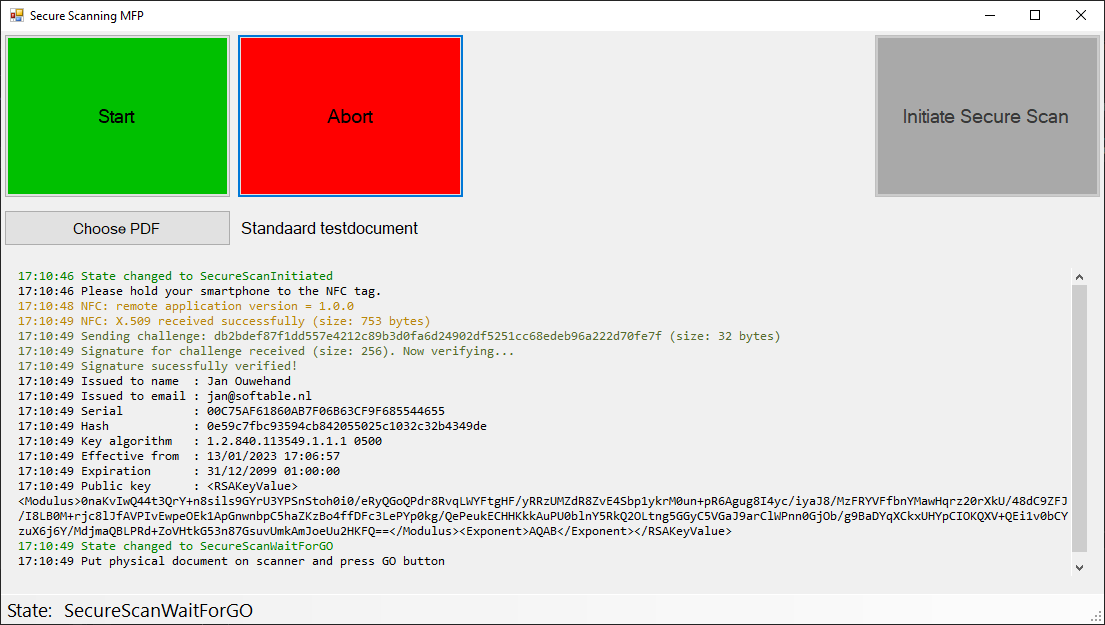 Secure Scanning MFP
Start
Abort
Initiate Secure Scan
Choose PDF
Standaard testdocument
17:10:46 State changed to SecureScanInitiated
17:10:46 Please hold your smartphone to the NFC tag.
17:10:48 NFC: remote application version = 1.0.0
17:10:49 NFC: X.509 received successfully (size: 753 bytes)
17:10:49 Sending challenge: db2bdef87f1dd557e4212c89b3d0fa6d24902df5251cc68edeb96a222d70fe7f (size: 32 bytes)
17:10:49 Signature for challenge received (size: 256). Now verifying...
17:10:49 Signature sucessfully verified!
17:10:49 Issued to name  : Jan Ouwehand
17:10:49 Issued to email : jan@softable.nl
17:10:49 Serial          : 00C75AF61860AB7F06B63CF9F685544655
17:10:49 Hash            : 0e59c7fbc93594cb842055025c1032c32b4349de
17:10:49 Key algorithm   : 1.2.840.113549.1.1.1 0500
17:10:49 Effective from  : 13/01/2023 17:06:57
17:10:49 Expiration      : 31/12/2099 01:00:00
17:10:49 Public key      : <RSAKeyValue>
<Modulus>0naKvIwQ44t3QrY+n8sils9GYrU3YPSnStoh0i0/eRyQGoQPdr8RvqLWYFtgHF/yRRzUMZdR8ZvE4Sbp1ykrM0un+pR6Agug8I4yc/iyaJ8/MzFRYVFfbnYMawHqrz20rXkU/48dC9ZFJ
/I8LB0M+rjc8lJfAVPIvEwpeOEk1ApGnwnbpC5haZKzBo4ffDFc3LePYp0kg/QePeukECHHKkkAuPU0blnY5RkQ2OLtng5GGyC5VGaJ9arClWPnn0GjOb/g9BaDYqXCkxUHYpCIOKQXV+QEi1v0bCY
zuX6j6Y/MdjmaQBLPRd+ZoVHtkG53n87GsuvUmkAmJoeUu2HKFQ==</Modulus><Exponent>AQAB</Exponent></RSAKeyValue>
17:10:49 State changed to SecureScanWaitForGO
17:10:49 Put physical document on scanner and press GO button
State:  SecureScanWaitForGO